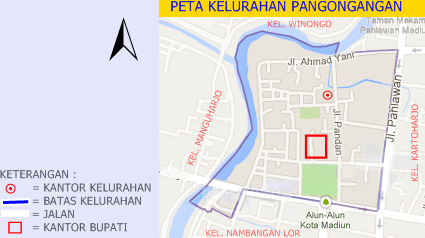 PETA KELURAHAN PANGONGANGAN
KEL. WINONGO
Taman Makam
Pahlawan Madiun
Jl. Ahmad Yani
KEL. MANGUHARJO
Jl. Pandan
Jl. Pahlawan
KEL. KARTOHARJO
Alun-Alun
Kota Madiun
KEL. NAMBANGAN LOR
KETERANGAN :
= KANTOR KELURAHAN
= BATAS KELURAHAN
= JALAN
= KANTOR BUPATI